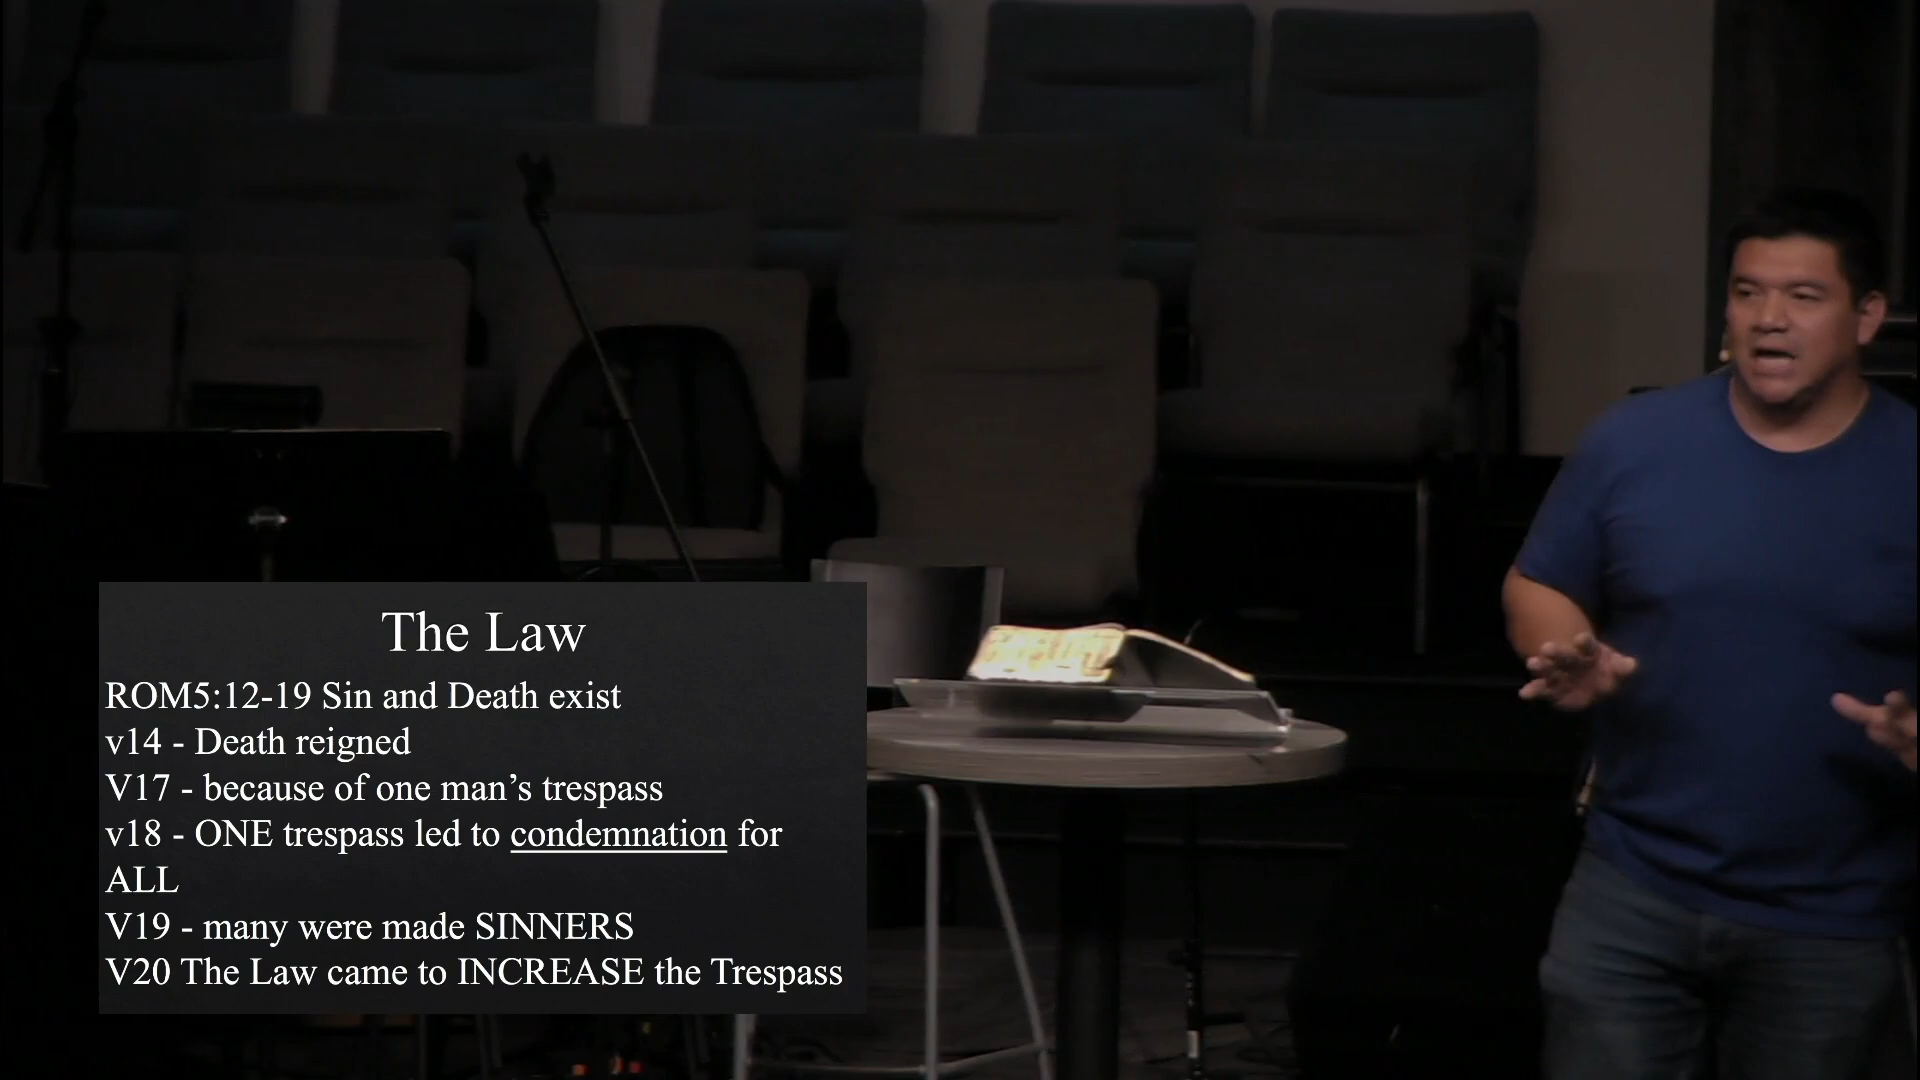 The Law
ROM5:12-19 Sin and Death exist
v14 - Death reigned
V17 - because of one man’s trespass
v18 - ONE trespass led to condemnation for
ALL
V19 - many were made SINNERS
V20 The Law came to INCREASE the Trespass